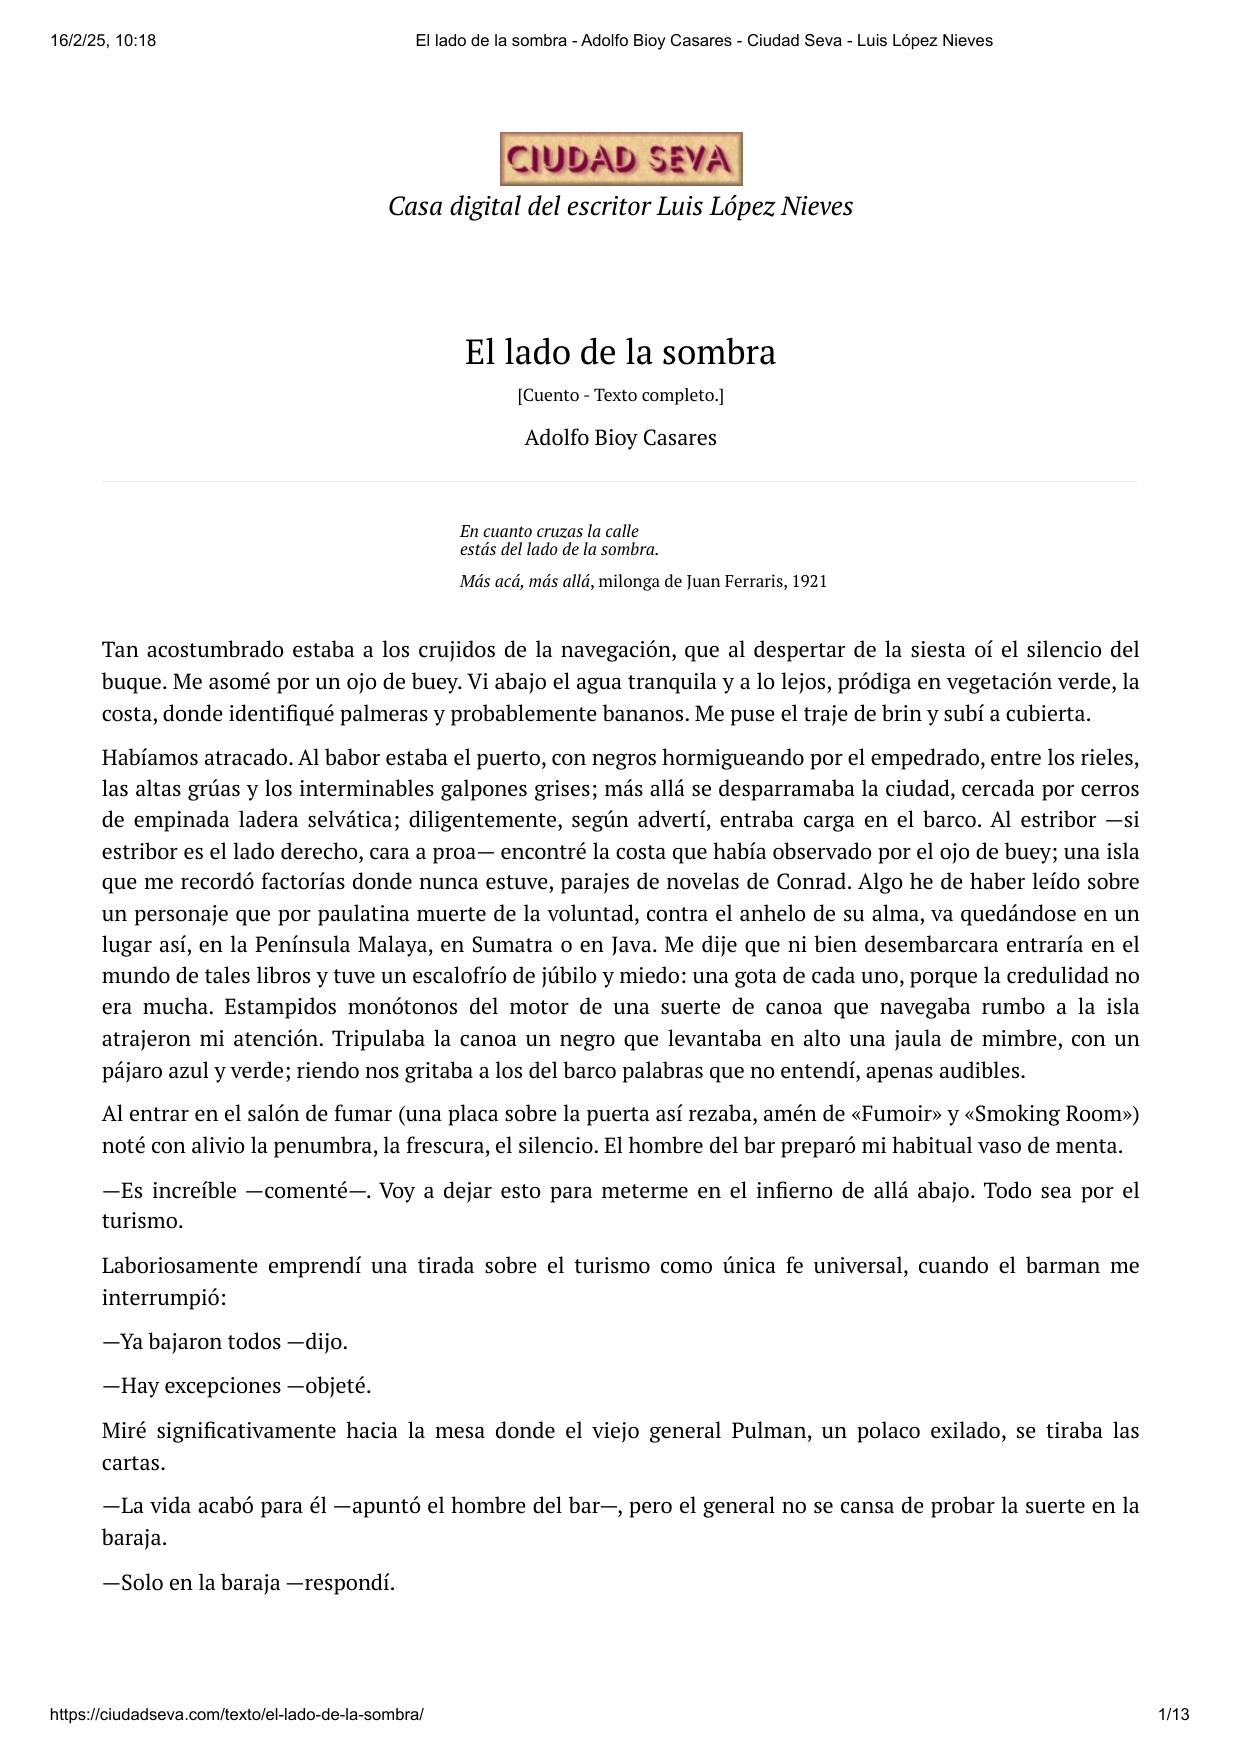 16/2/25, 10:18
El lado de la sombra - Adolfo Bioy Casares - Ciudad Seva - Luis López Nieves
CIUDAD SEVA
Casa digital del escritor Luis López Nieves
El lado de la sombra
[Cuento - Texto completo.]
Adolfo Bioy Casares
En cuanto cruzas la calle
estás del lado de la sombra.
Más acá, más allá, milonga de Juan Ferraris, 1921
Tan acostumbrado estaba a los crujidos de la navegación, que al despertar de la siesta oí el silencio del
buque. Me asomé por un ojo de buey. Vi abajo el agua tranquila y a lo lejos, pródiga en vegetación verde, la
costa, donde identifiqué palmeras y probablemente bananos. Me puse el traje de brin y subí a cubierta.
Habíamos atracado. Al babor estaba el puerto, con negros hormigueando por el empedrado, entre los rieles,
las altas grúas y los interminables galpones grises; más allá se desparramaba la ciudad, cercada por cerros
de empinada ladera selvática; diligentemente, según advertí, entraba carga en el barco. Al estribor —si
estribor es el lado derecho, cara a proa— encontré la costa que había observado por el ojo de buey; una isla
que me recordó factorías donde nunca estuve, parajes de novelas de Conrad. Algo he de haber leído sobre
un personaje que por paulatina muerte de la voluntad, contra el anhelo de su alma, va quedándose en un
lugar así, en la Península Malaya, en Sumatra o en Java. Me dije que ni bien desembarcara entraría en el
mundo de tales libros y tuve un escalofrío de júbilo y miedo: una gota de cada uno, porque la credulidad no
era mucha. Estampidos monótonos del motor de una suerte de canoa que navegaba rumbo a la isla
atrajeron mi atención. Tripulaba la canoa un negro que levantaba en alto una jaula de mimbre, con un
pájaro azul y verde; riendo nos gritaba a los del barco palabras que no entendí, apenas audibles.
Al entrar en el salón de fumar (una placa sobre la puerta así rezaba, amén de «Fumoir» y «Smoking Room»)
noté con alivio la penumbra, la frescura, el silencio. El hombre del bar preparó mi habitual vaso de menta.
—Es increíble —comenté—. Voy a dejar esto para meterme en el infierno de allá abajo. Todo sea por el
turismo.
Laboriosamente emprendí una tirada sobre el turismo como única fe universal, cuando el barman me
interrumpió:
—Ya bajaron todos —dijo.
—Hay excepciones —objeté.
Miré significativamente hacia la mesa donde el viejo general Pulman, un polaco exilado, se tiraba las
cartas.
—La vida acabó para él —apuntó el hombre del bar—, pero el general no se cansa de probar la suerte en la
baraja.
—Solo en la baraja —respondí.
https://ciudadseva.com/texto/el-lado-de-la-sombra/
1/13